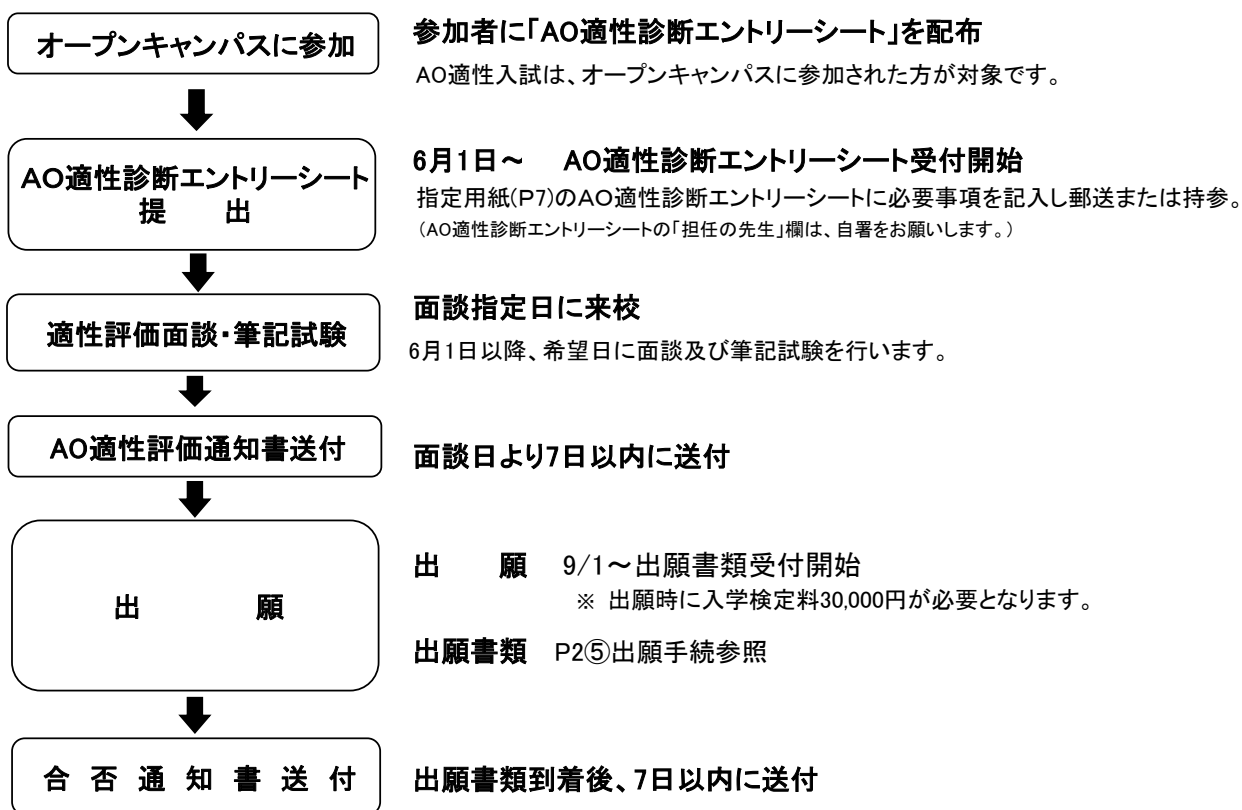 オープンキャンパスに参加
参加者に「AO適性診断エントリーシート」を配布
AO適性入試は、オープンキャンパスに参加された方が対象です。
AO適性診断エントリーシート
提　　出
6月1日～　AO適性診断エントリーシート受付開始
指定用紙(P7)のAO適性診断エントリーシートに必要事項を記入し郵送または持参。
（AO適性診断エントリーシートの「担任の先生」欄は、自署をお願いします。）
適性評価面談・筆記試験
面談指定日に来校
6月1日以降、希望日に面談及び筆記試験を行います。
AO適性評価通知書送付
面談日より7日以内に送付
出　　　願
出　　願　9/1～出願書類受付開始
※ 出願時に入学検定料30,000円が必要となります。
出願書類　P2⑤出願手続参照
合 否 通 知 書 送 付
出願書類到着後、7日以内に送付